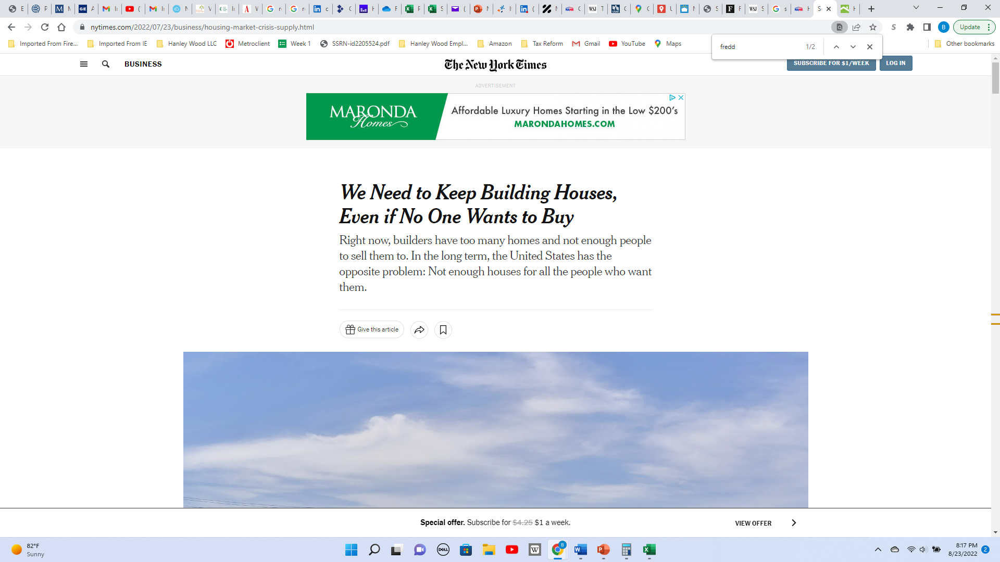 nytimes.com/2022/07/23/business/housing-market-crisis-supply.html
Update
Imported From Fire... Imported From IE Hanley Wood LLC Metroclient Week 1 SSRN-id2205524.pdf Hanley Wood Empl... Amazon Tax Reform Gmail YouTube Maps Other bookmarks
fredd 1/2
BUSINESS
The New York Times
SUBSCRIBE FOR $1/WEEK LOG IN
ADVERTISEMENT
MARONDA
Homes
Affordable Luxury Homes Starting in the Low $200's
MARONDAHOMES.COM
We Need to Keep Building Houses,
Even if No One Wants to Buy
Right now, builders have too many homes and not enough people
to sell them to. In the long term, the United States has the
opposite problem: Not enough houses for all the people who want
them.
Give this article
Special offer. Subscribe for $4.25 $1 a week.
VIEW OFFER
82°F
Sunny
DELL
8:17 PM
8/23/2022
2